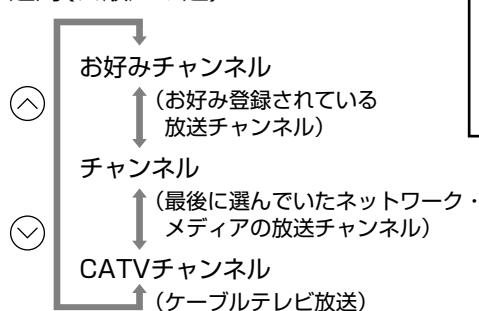 お好みチャンネル
(お好み登録されている
放送チャンネル)
チャンネル
(最後に選んでいたネットワーク・
メディアの放送チャンネル)
CATVチャンネル
(ケーブルテレビ放送)